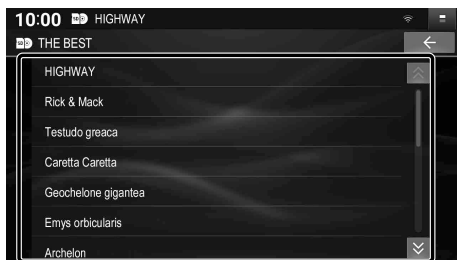 10:00 HIGHWAY
THE BEST
HIGHWAY
Rick & Mack
Testudo greaca
Caretta Caretta
Geochelone gigantea
Emys orbicularis
Archelon